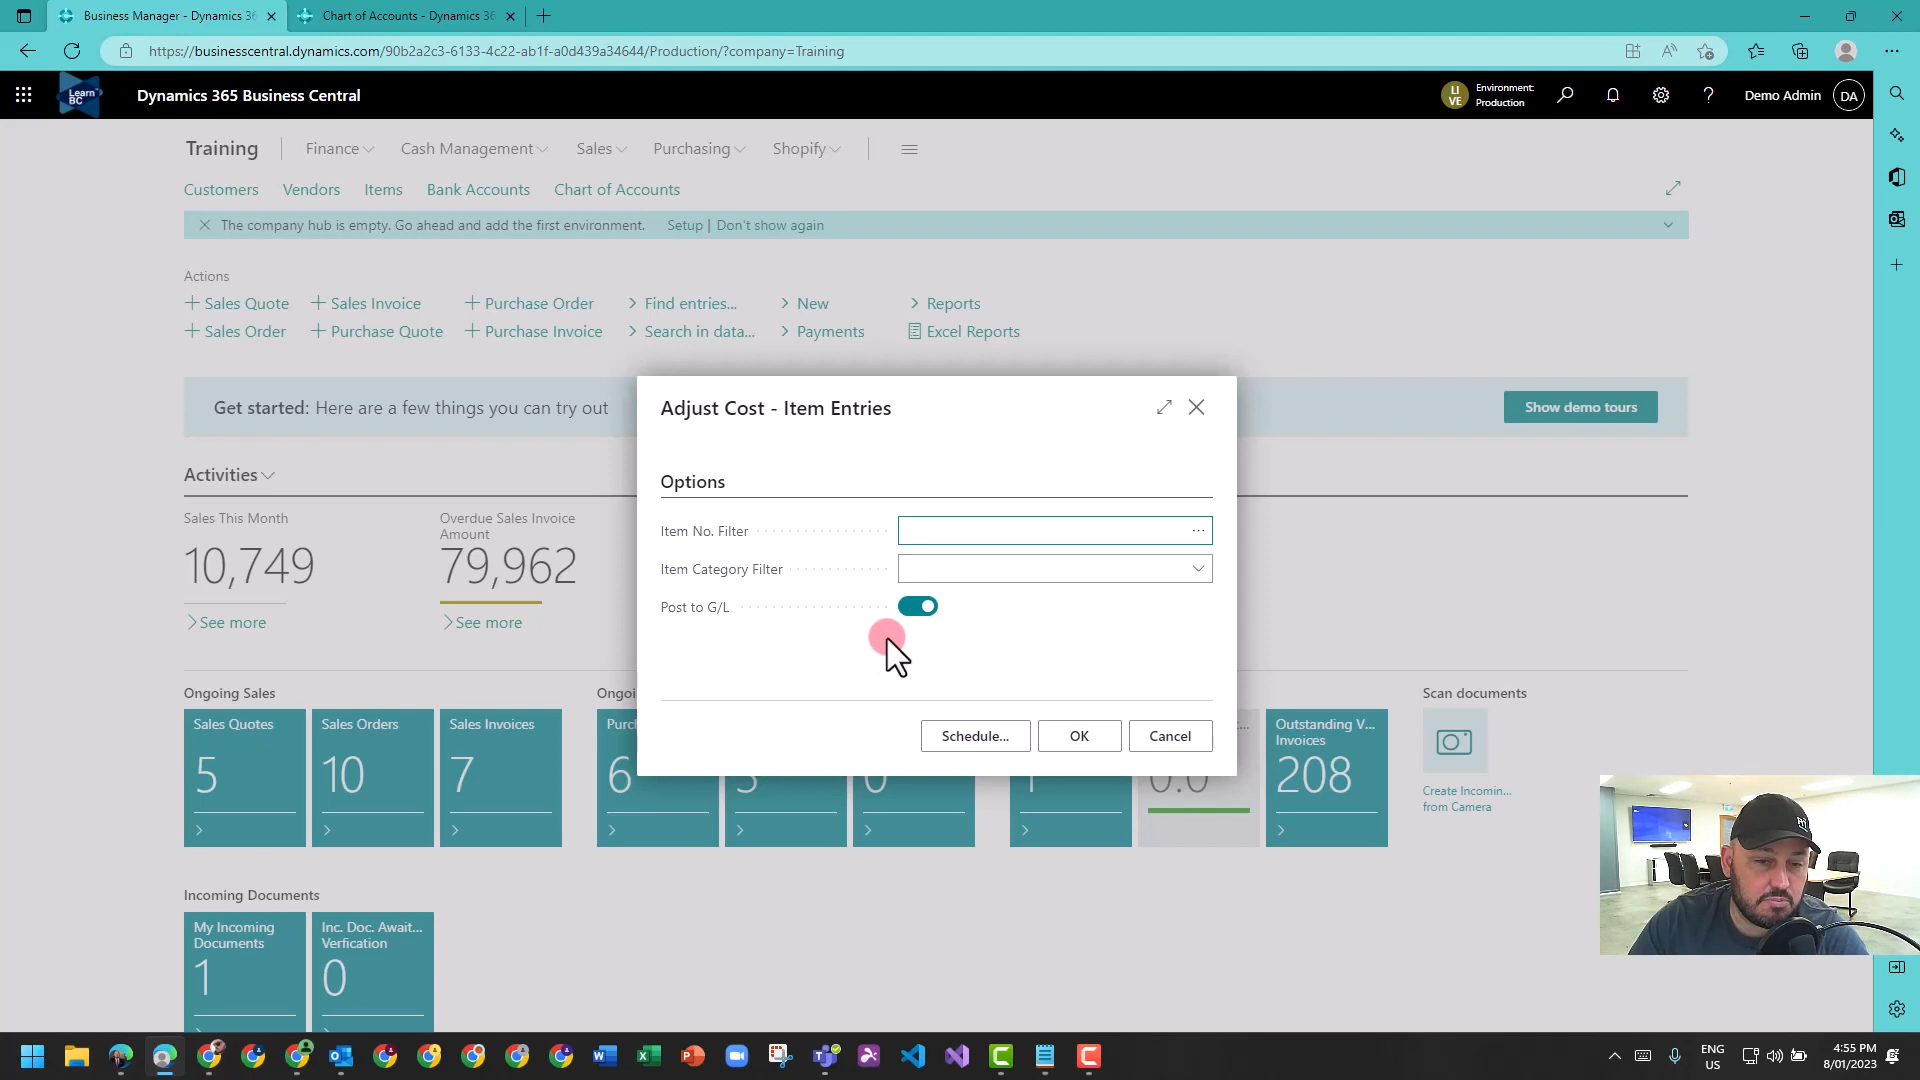 Business Manager - Dynamics 36
Chart of Accounts - Dynamics 36
https://businesscentral.dynamics.com/90b2a2c3-6133-4c22-ab1f-a0d439a34644/Production/?company=Training
Learn BC
Dynamics 365 Business Central
LI VE
Environment: Production
Demo Admin
DA
Training
Finance
Cash Management
Sales
Purchasing
Shopify
Customers
Vendors
Items
Bank Accounts
Chart of Accounts
The company hub is empty. Go ahead and add the first environment. Setup | Don't show again
Actions
Sales Quote
Sales Invoice
Purchase Order
Find entries...
New
Reports
Sales Order
Purchase Quote
Purchase Invoice
Search in data...
Payments
Excel Reports
Get started: Here are a few things you can try out
Show demo tours
Adjust Cost - Item Entries
Options
Item No. Filter
Item Category Filter
Post to G/L
Schedule...
OK
Cancel
Activities
Sales This Month
10,749
See more
Overdue Sales Invoice
Amount
79,962
See more
Ongoing Sales
Sales Quotes
5
Sales Orders
10
Sales Invoices
7
Ongoi
Purc
6
Outstanding V...
Invoices
208
Scan documents
Create Incomin...
from Camera
Incoming Documents
My Incoming
Documents
1
Inc. Doc. Await...
Verfication
0
ENG
US
4:55 PM
8/01/2023